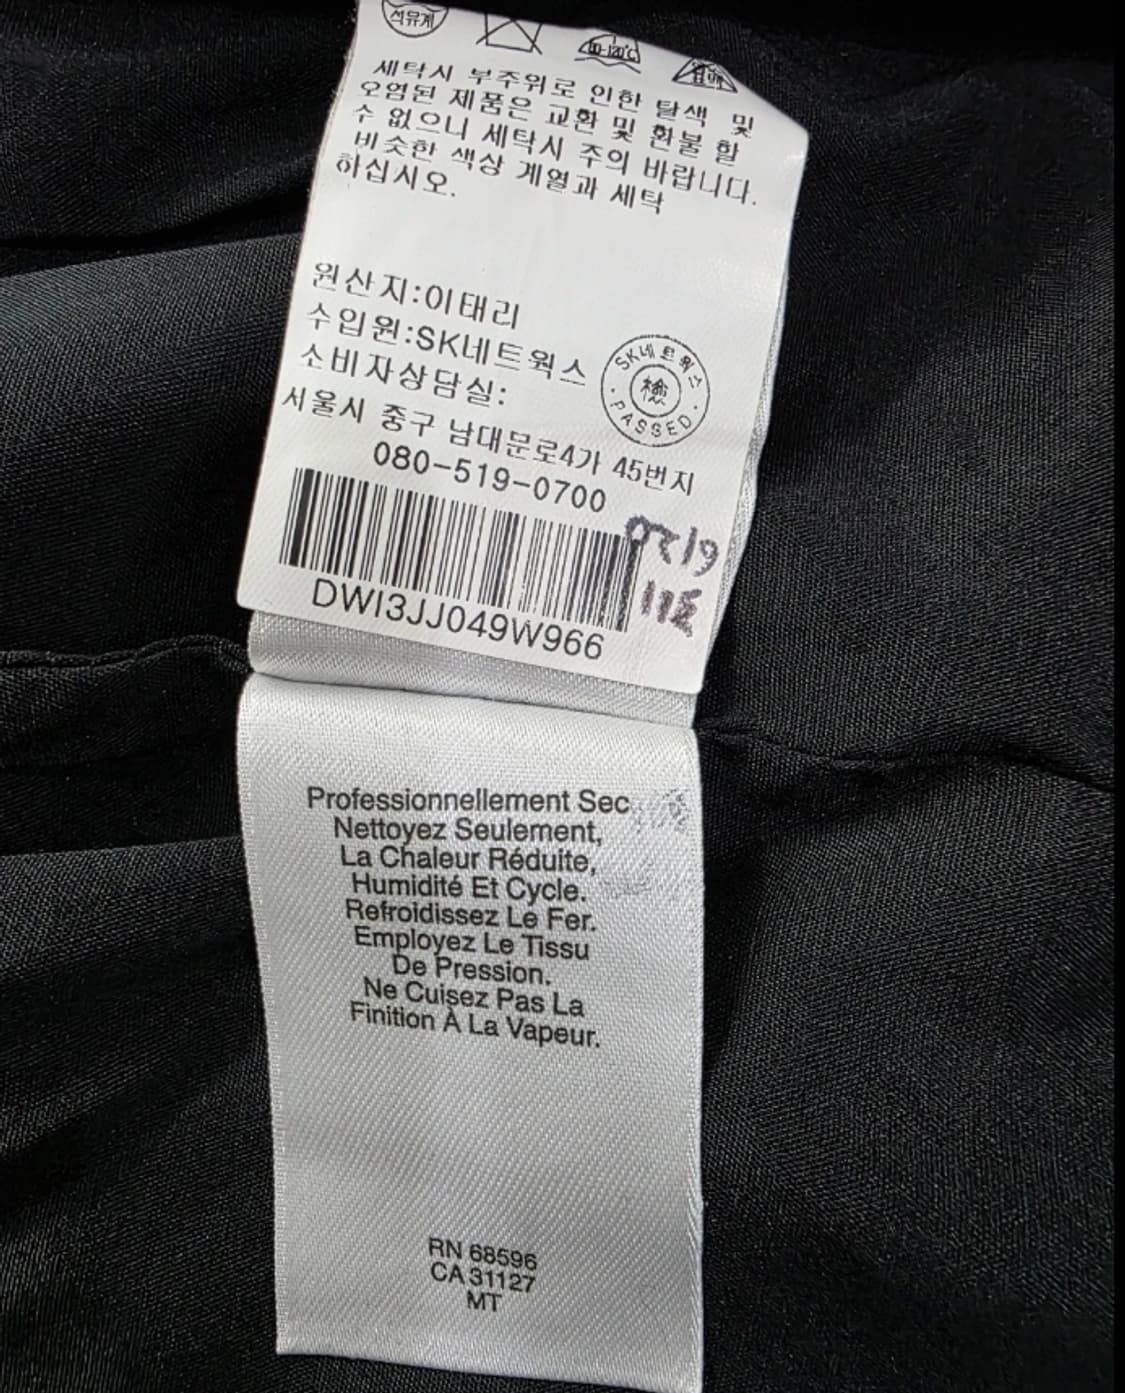 석유계
80-120℃
세탁시 부주위로 인한 탈색 및
오염된 제품은 교환 및 환불 할
수 없으니 세탁시 주의 바랍니다.
비슷한 색상 계열과 세탁
하십시오.
원산지:이태리
수입원:SK네트웍스
소비자상담실:
SK네트웍스
檢
PASSED
서울시 중구 남대문로4가 45번지
080-519-0700
DWI3JJ049W966
Professionnellement Sec
Nettoyez Seulement,
La Chaleur Réduite,
Humidité Et Cycle.
Refroidissez Le Fer.
Employez Le Tissu
De Pression.
Ne Cuisez Pas La
Finition À La Vapeur.
RN 68596
CA 31127
MT